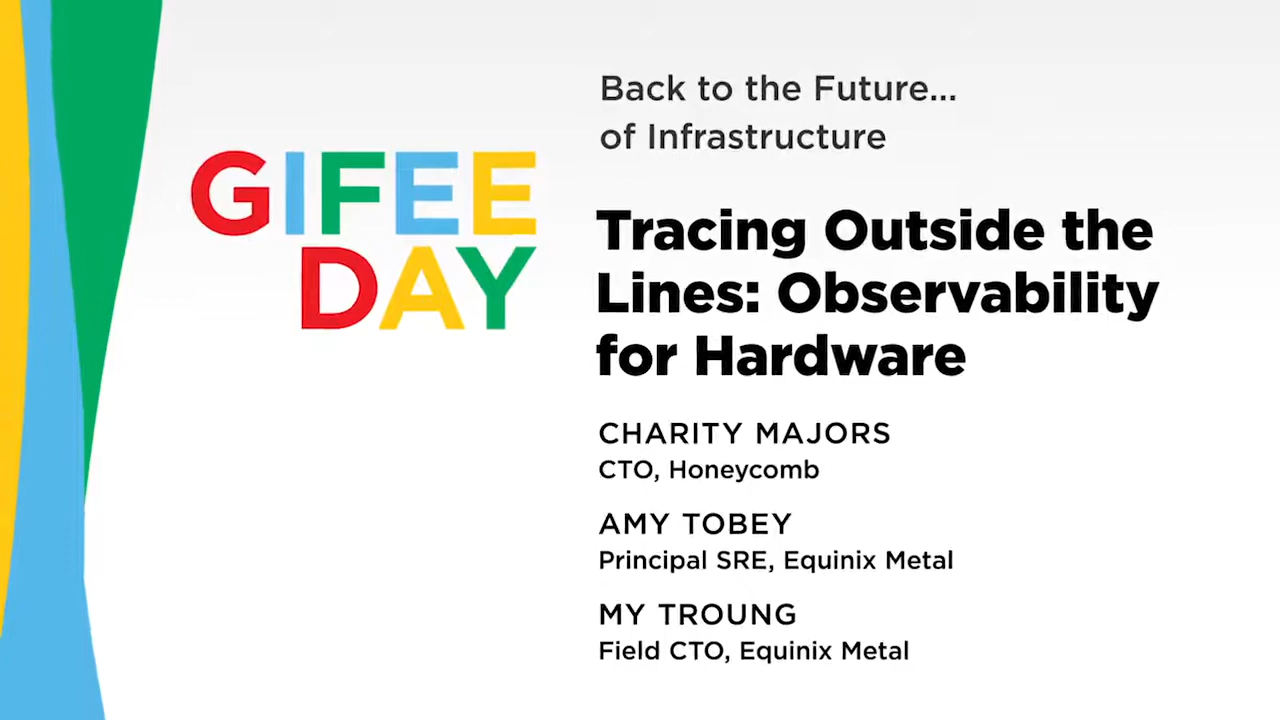 GIFEE
DAY
Back to the Future...
of Infrastructure
Tracing Outside the
Lines: Observability
for Hardware
CHARITY MAJORS
CTO, Honeycomb
AMY TOBEY
Principal SRE, Equinix Metal
MY TROUNG
Field CTO, Equinix Metal